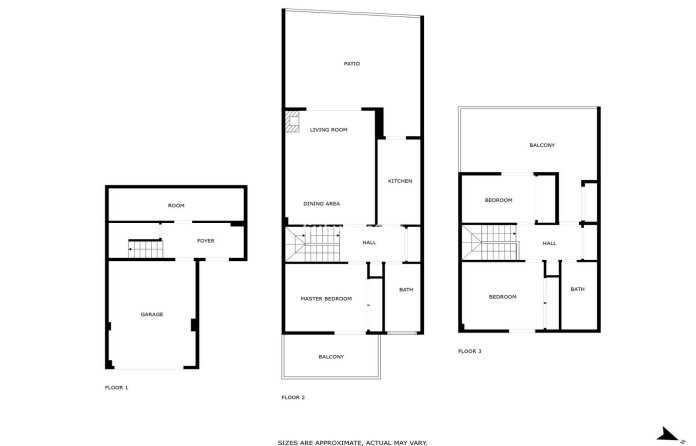 ROOM
FOYER
GARAGE
FLOOR 1
PATIO
LIVING ROOM
KITCHEN
DINING AREA
HALL
MASTER BEDROOM
BATH
BALCONY
FLOOR 2
BALCONY
BEDROOM
HALL
BEDROOM
BATH
FLOOR 3
SIZES ARE APPROXIMATE, ACTUAL MAY VARY.
N